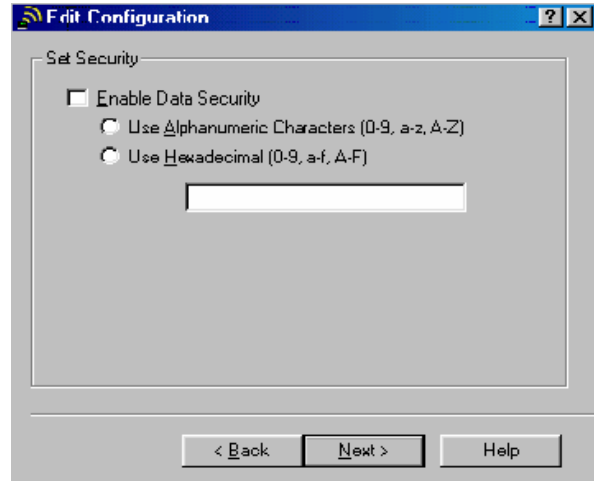 Edit Configuration
Set Security
Enable Data Security
Use Alphanumeric Characters (0-9, a-z, A-Z)
Use Hexadecimal (0-9, a-f, A-F)
< Back
Next >
Help